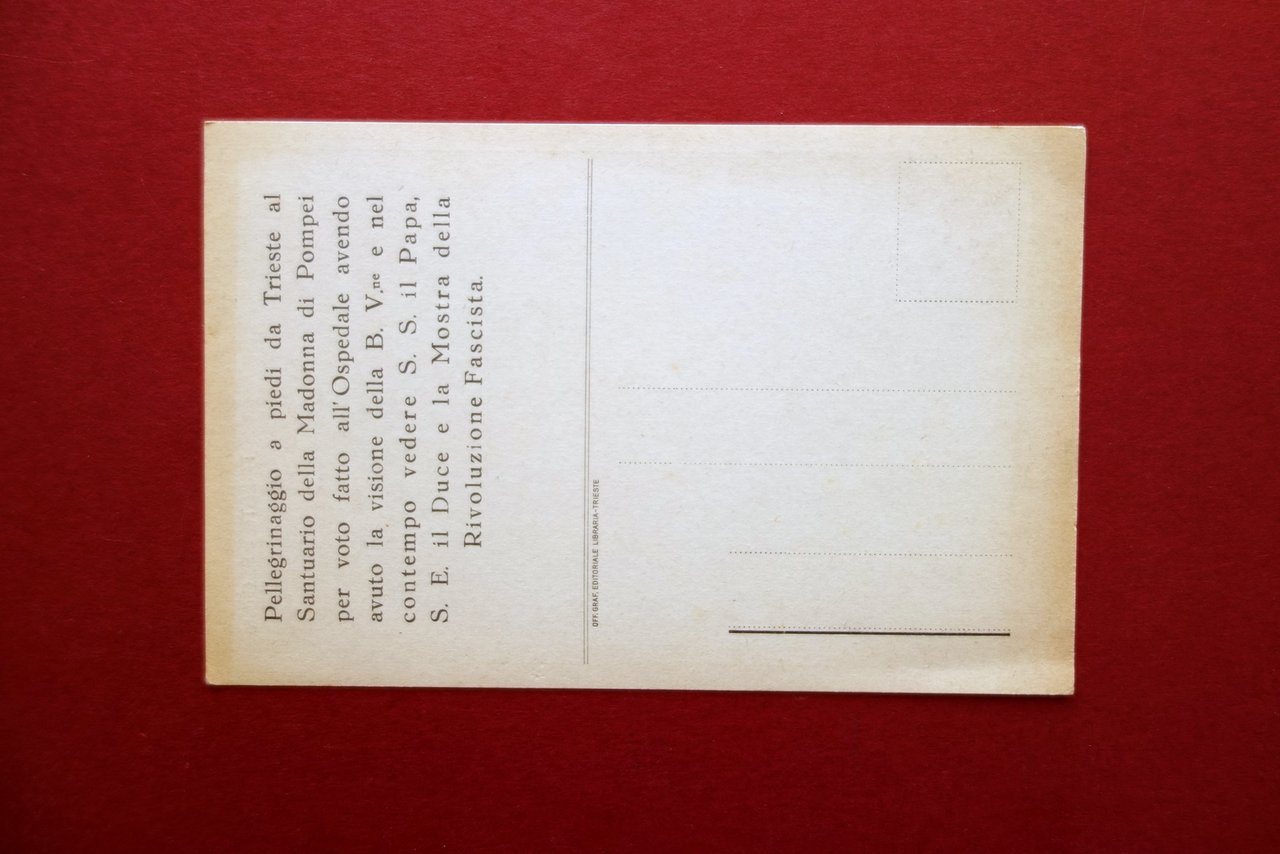 Pellegrinaggio a piedi da Trieste al
Santuario della Madonna di Pompei
per voto fatto all'Ospedale avendo
avuto la visione della B. V.ne e nel
contempo vedere S. S. il Papa,
S. E. il Duce e la Mostra della
Rivoluzione Fascista.
OFF. GRAF. EDITORIALE LIBRARIA-TRIESTE